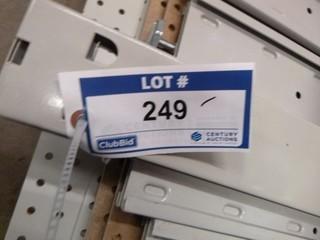 LOT #
249
ClubBid
CENTURY
AUCTIONS